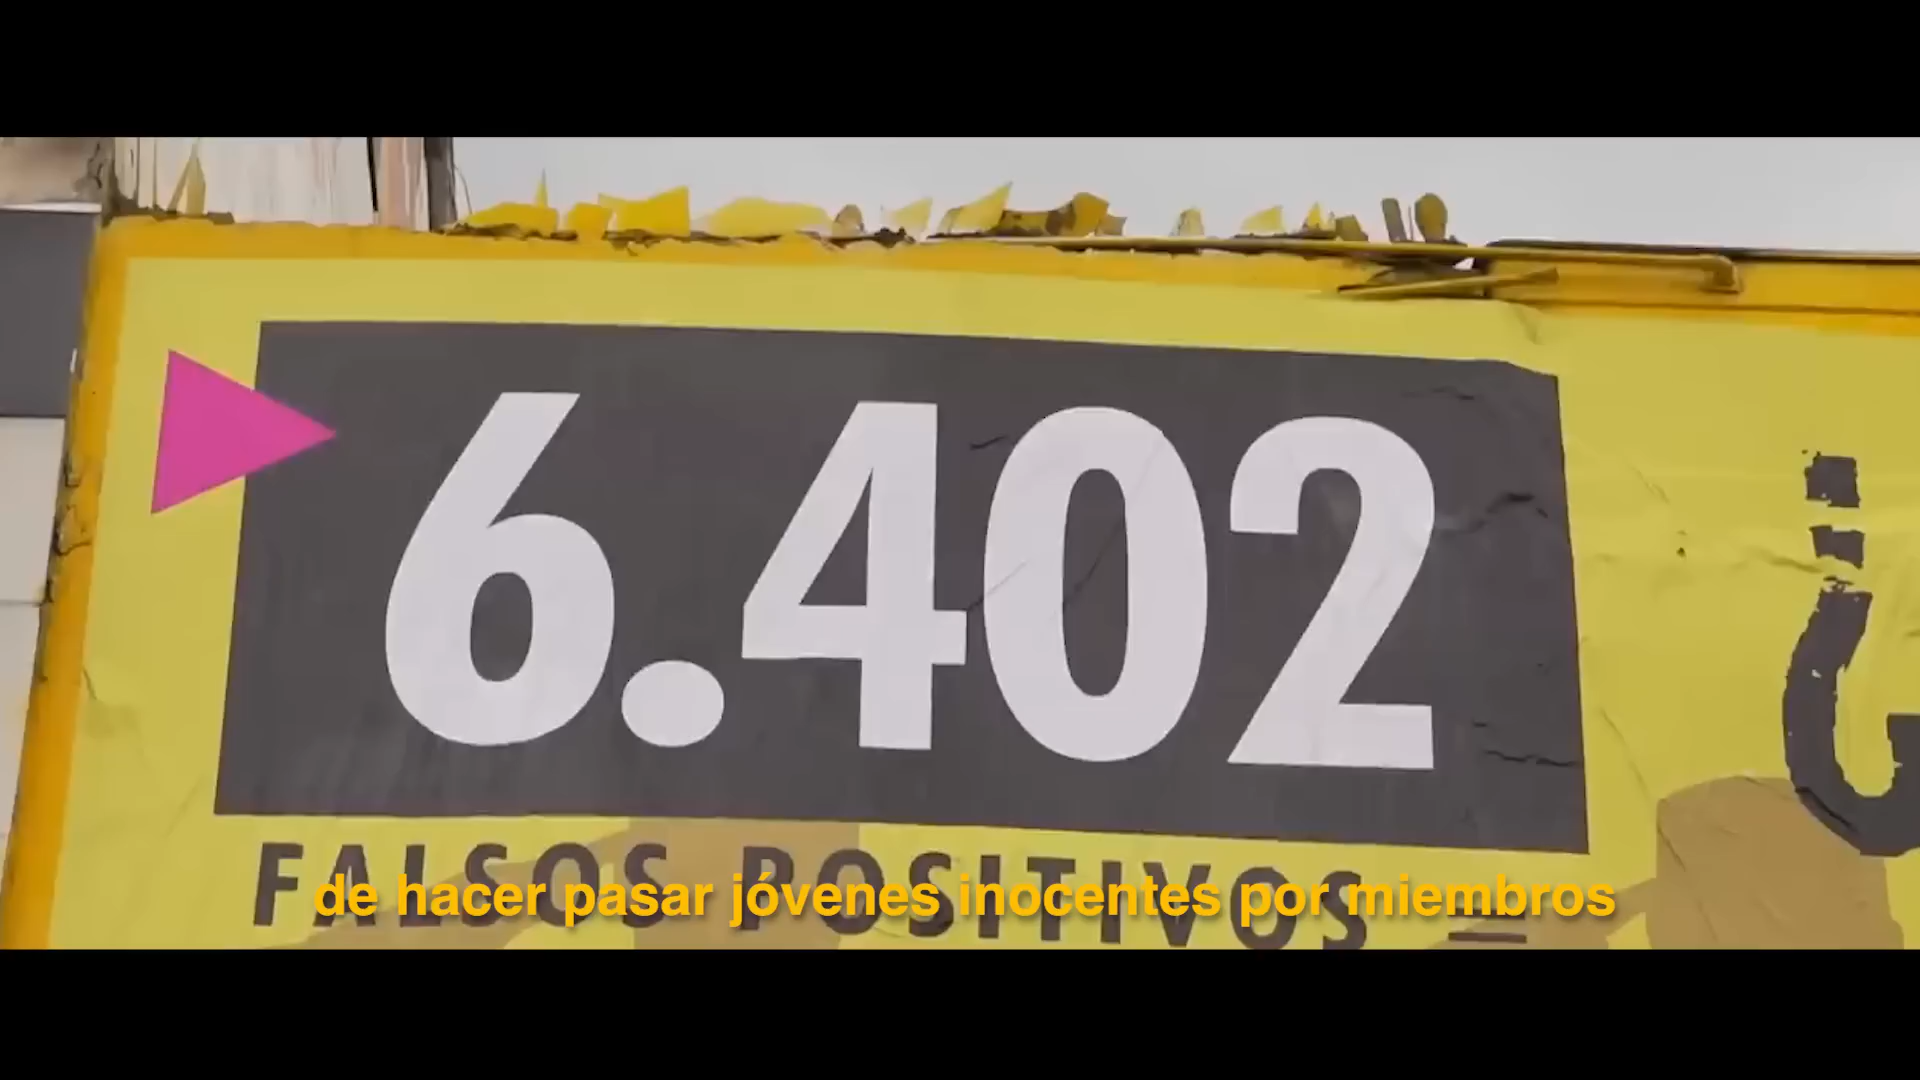 6.402
FALSOS POSITIVOS
de hacer pasar jóvenes inocentes por miembros